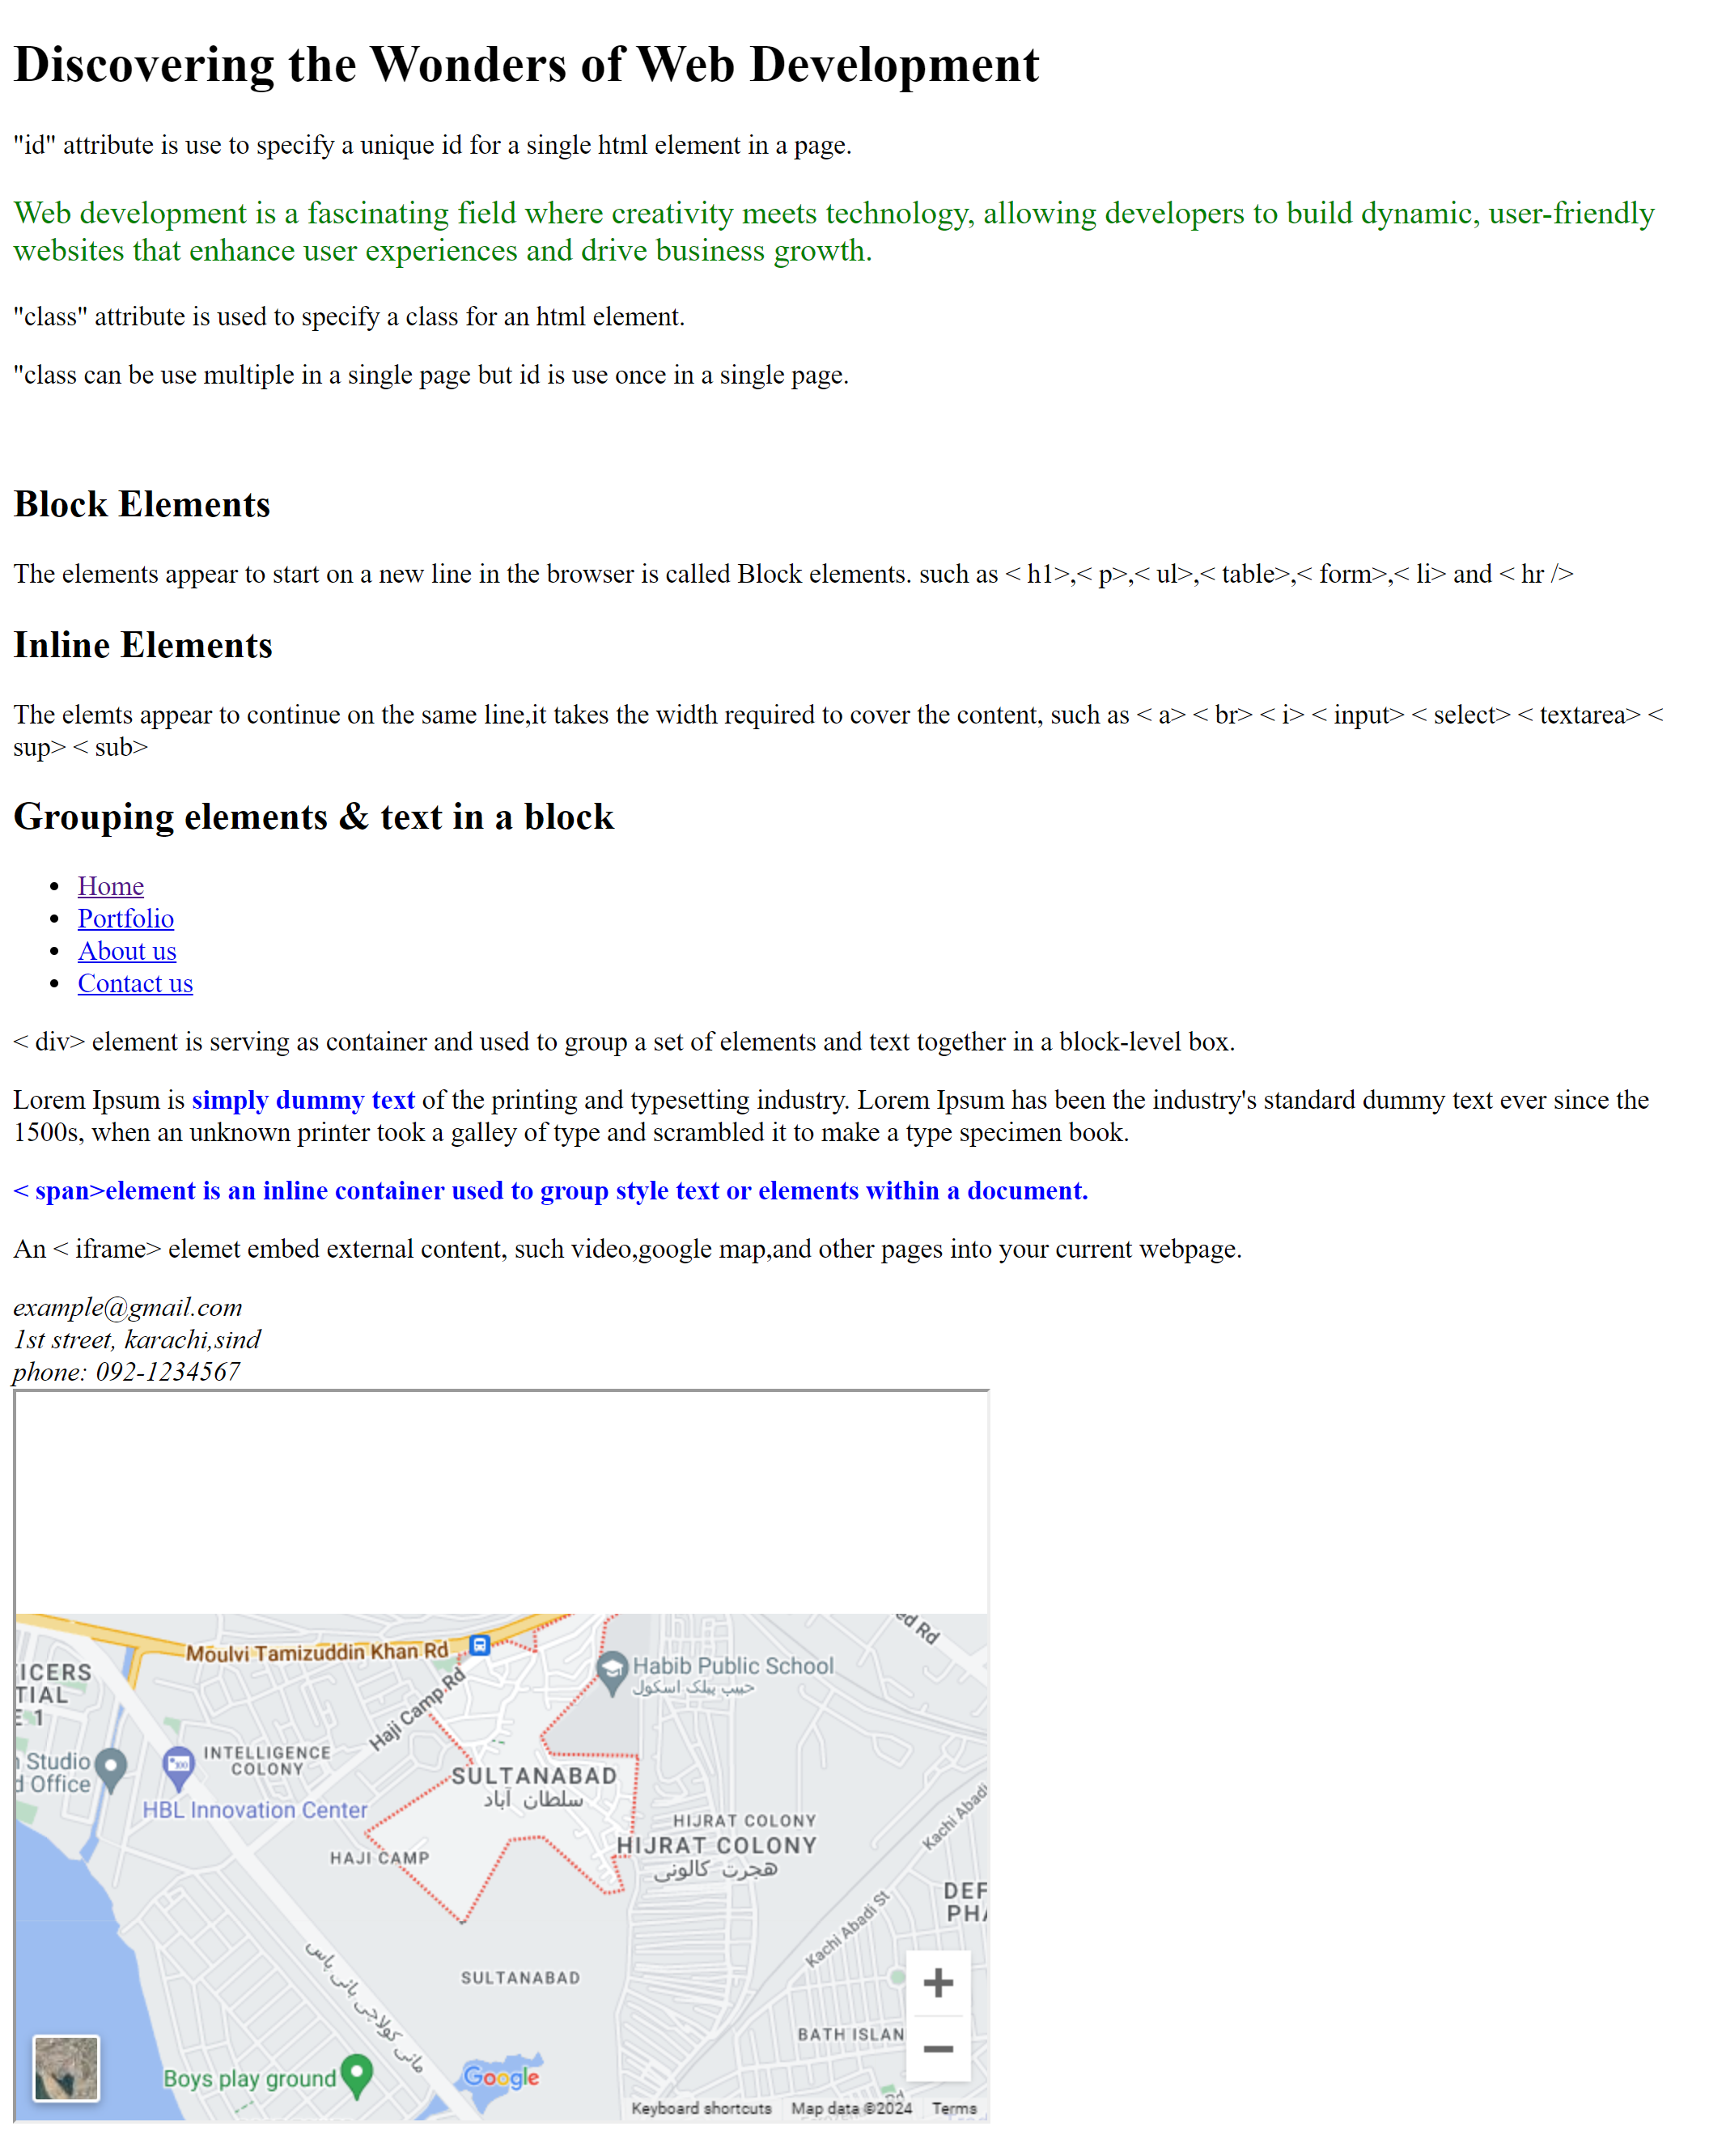 Discovering the Wonders of Web Development
"id" attribute is use to specify a unique id for a single html element in a page.
Web development is a fascinating field where creativity meets technology, allowing developers to build dynamic, user-friendly
websites that enhance user experiences and drive business growth.
"class" attribute is used to specify a class for an html element.
"class can be use multiple in a single page but id is use once in a single page.
Block Elements
The elements appear to start on a new line in the browser is called Block elements. such as < h1>,< p>,< ul>,< table>,< form>,< li> and < hr />
Inline Elements
The elemts appear to continue on the same line,it takes the width required to cover the content, such as < a> < br> < i> < input> < select> < textarea> <
sup> < sub>
Grouping elements & text in a block
• Home
• Portfolio
• About us
• Contact us
< div> element is serving as container and used to group a set of elements and text together in a block-level box.
Lorem Ipsum is simply dummy text of the printing and typesetting industry. Lorem Ipsum has been the industry's standard dummy text ever since the
1500s, when an unknown printer took a galley of type and scrambled it to make a type specimen book.
< span>element is an inline container used to group style text or elements within a document.
An < iframe> elemet embed external content, such video,google map,and other pages into your current webpage.
example@gmail.com
1st street, karachi,sind
phone: 092-1234567
ed Rd
Moulvi Tamizuddin Khan Rd
Habib Public School
حبیب پبلک اسکول
ICERS
TIAL
E 1
Haji Camp Rd
INTELLIGENCE
COLONY
Studio
d Office
HBL Innovation Center
SULTANABAD
سلطان آباد
Kachi Abadi
HIJRAT COLONY
HIJRAT COLONY
هجرت کالونی
HAJI CAMP
DEF
PHA
Kachi Abadi St
SULTANABAD
مائی کولاچی بائی پاس
BATH ISLAN
Boys play ground
Google
Rd
Keyboard shortcuts Map data ©2024 Terms